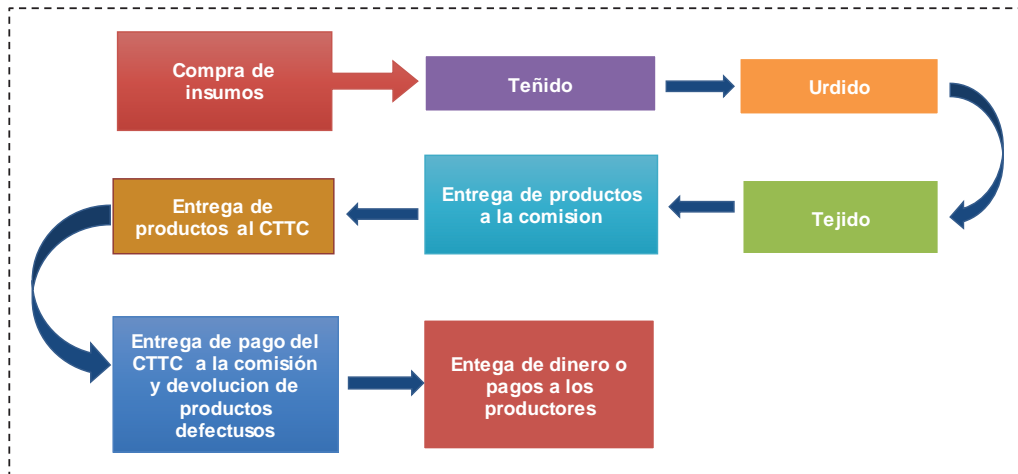 Compra de
insumos
Teñido
Urdido
Entrega de
productos al CTTC
Entrega de productos
a la comision
Tejido
Entrega de pago del
CTTC a la comisión
y devolucion de
productos
defectusos
Entega de dinero o
pagos a los
productores